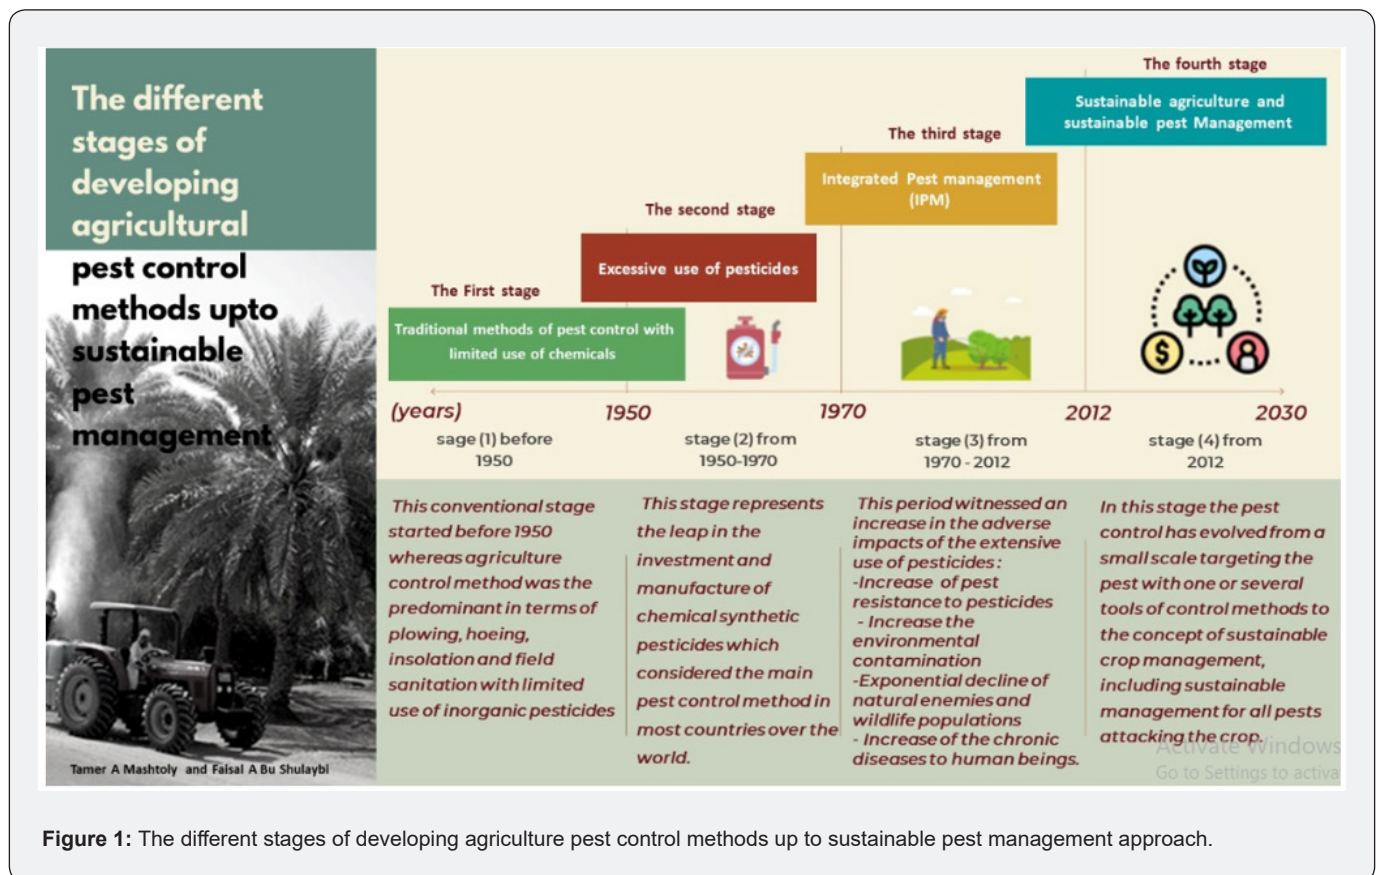 The different
stages of
developing
agricultural
pest control
methods upto
sustainable
pest
management
Tamer A Mashtoly and Faisal A Bu Shulaybi
The First stage
Traditional methods of pest control with
limited use of chemicals
The second stage
Excessive use of pesticides
The third stage
Integrated Pest management
(IPM)
The fourth stage
Sustainable agriculture and
sustainable pest Management
$
(years) 1950 1970 2012 2030
sage (1) before
1950
stage (2) from
1950-1970
stage (3) from
1970 - 2012
stage (4) from
2012
This conventional stage
started before 1950
whereas agriculture
control method was the
predominant in terms of
plowing, hoeing,
insolation and field
sanitation with limited
use of inorganic pesticides
This stage represents
the leap in the
investment and
manufacture of
chemical synthetic
pesticides which
considered the main
pest control method in
most countries over the
world.
This period witnessed an
increase in the adverse
impacts of the extensive
use of pesticides :
-Increase of pest
resistance to pesticides
- Increase the
environmental
contamination
-Exponential decline of
natural enemies and
wildlife populations
- Increase of the chronic
diseases to human beings.
In this stage the pest
control has evolved from a
small scale targeting the
pest with one or several
tools of control methods to
the concept of sustainable
crop management,
including sustainable
management for all pests
attacking the crop.
Activate Windows
Go to Settings to activa
Figure 1: The different stages of developing agriculture pest control methods up to sustainable pest management approach.